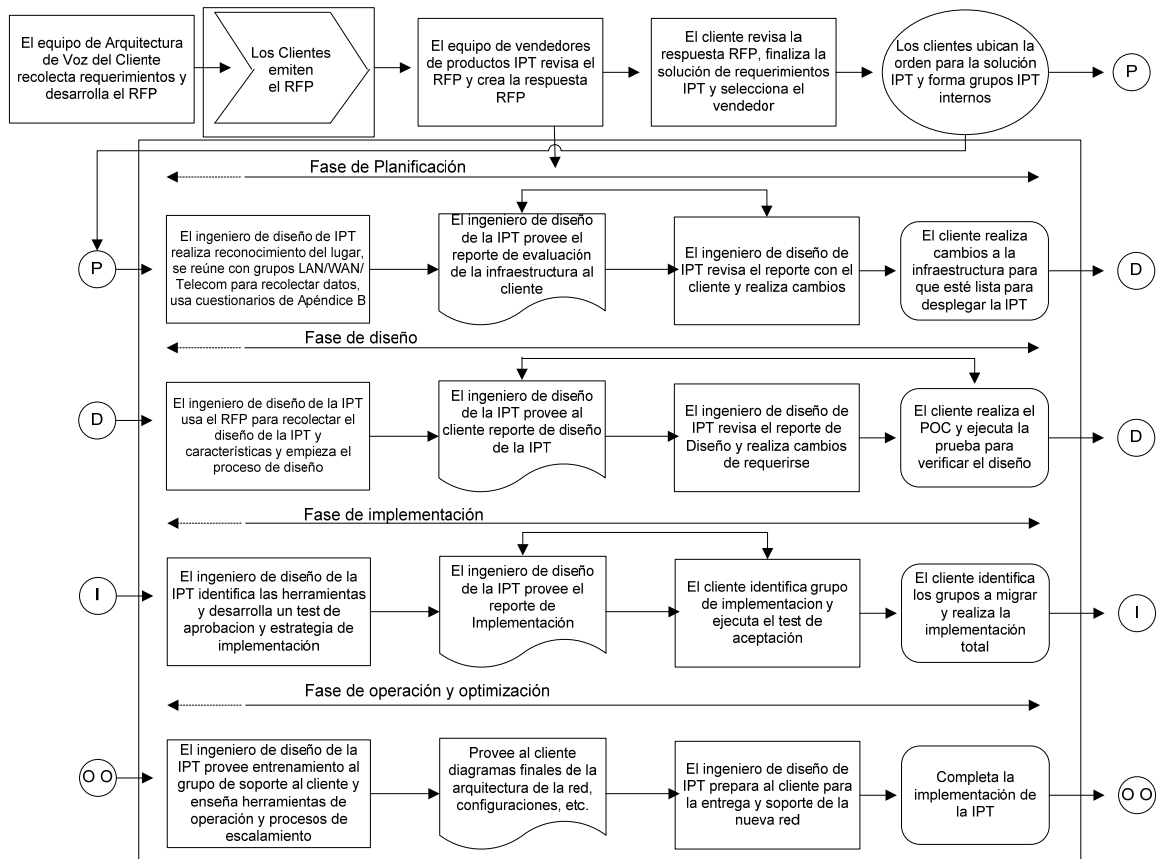 El equipo de Arquitectura
de Voz del Cliente
recolecta requerimientos y
desarrolla el RFP
Los Clientes
emiten
el RFP
El equipo de vendedores
de productos IPT revisa el
RFP y crea la respuesta
RFP
El cliente revisa la
respuesta RFP, finaliza la
solución de requerimientos
IPT y selecciona el
vendedor
Los clientes ubican la
orden para la solución
IPT y forma grupos IPT
internos
P
Fase de Planificación
P
El ingeniero de diseño de IPT
realiza reconocimiento del lugar,
se reúne con grupos LAN/WAN/
Telecom para recolectar datos,
usa cuestionarios de Apéndice B
El ingeniero de diseño
de la IPT provee el
reporte de evaluación
de la infraestructura al
cliente
El ingeniero de diseño de
IPT revisa el reporte con el
cliente y realiza cambios
El cliente realiza
cambios a la
infraestructura para
que esté lista para
desplegar la IPT
D
Fase de diseño
D
El ingeniero de diseño de la IPT
usa el RFP para recolectar el
diseño de la IPT y
características y empieza el
proceso de diseño
El ingeniero de diseño
de la IPT provee al
cliente reporte de diseño
de la IPT
El ingeniero de diseño de
IPT revisa el reporte de
Diseño y realiza cambios
de requerirse
El cliente realiza el
POC y ejecuta la
prueba para
verificar el diseño
D
Fase de implementación
I
El ingeniero de diseño de la
IPT identifica las herramientas
y desarrolla un test de
aprobacion y estrategia de
implementación
El ingeniero de diseño
de la IPT provee el
reporte de
Implementación
El cliente identifica grupo
de implementacion y
ejecuta el test de
aceptación
El cliente identifica
los grupos a migrar
y realiza la
implementación
total
I
Fase de operación y optimización
O O
El ingeniero de diseño de la
IPT provee entrenamiento al
grupo de soporte al cliente y
enseña herramientas de
operación y procesos de
escalamiento
Provee al cliente
diagramas finales de la
arquitectura de la red,
configuraciones, etc.
El ingeniero de diseño de
IPT prepara al cliente para
la entrega y soporte de la
nueva red
Completa la
implementación de
la IPT
O O